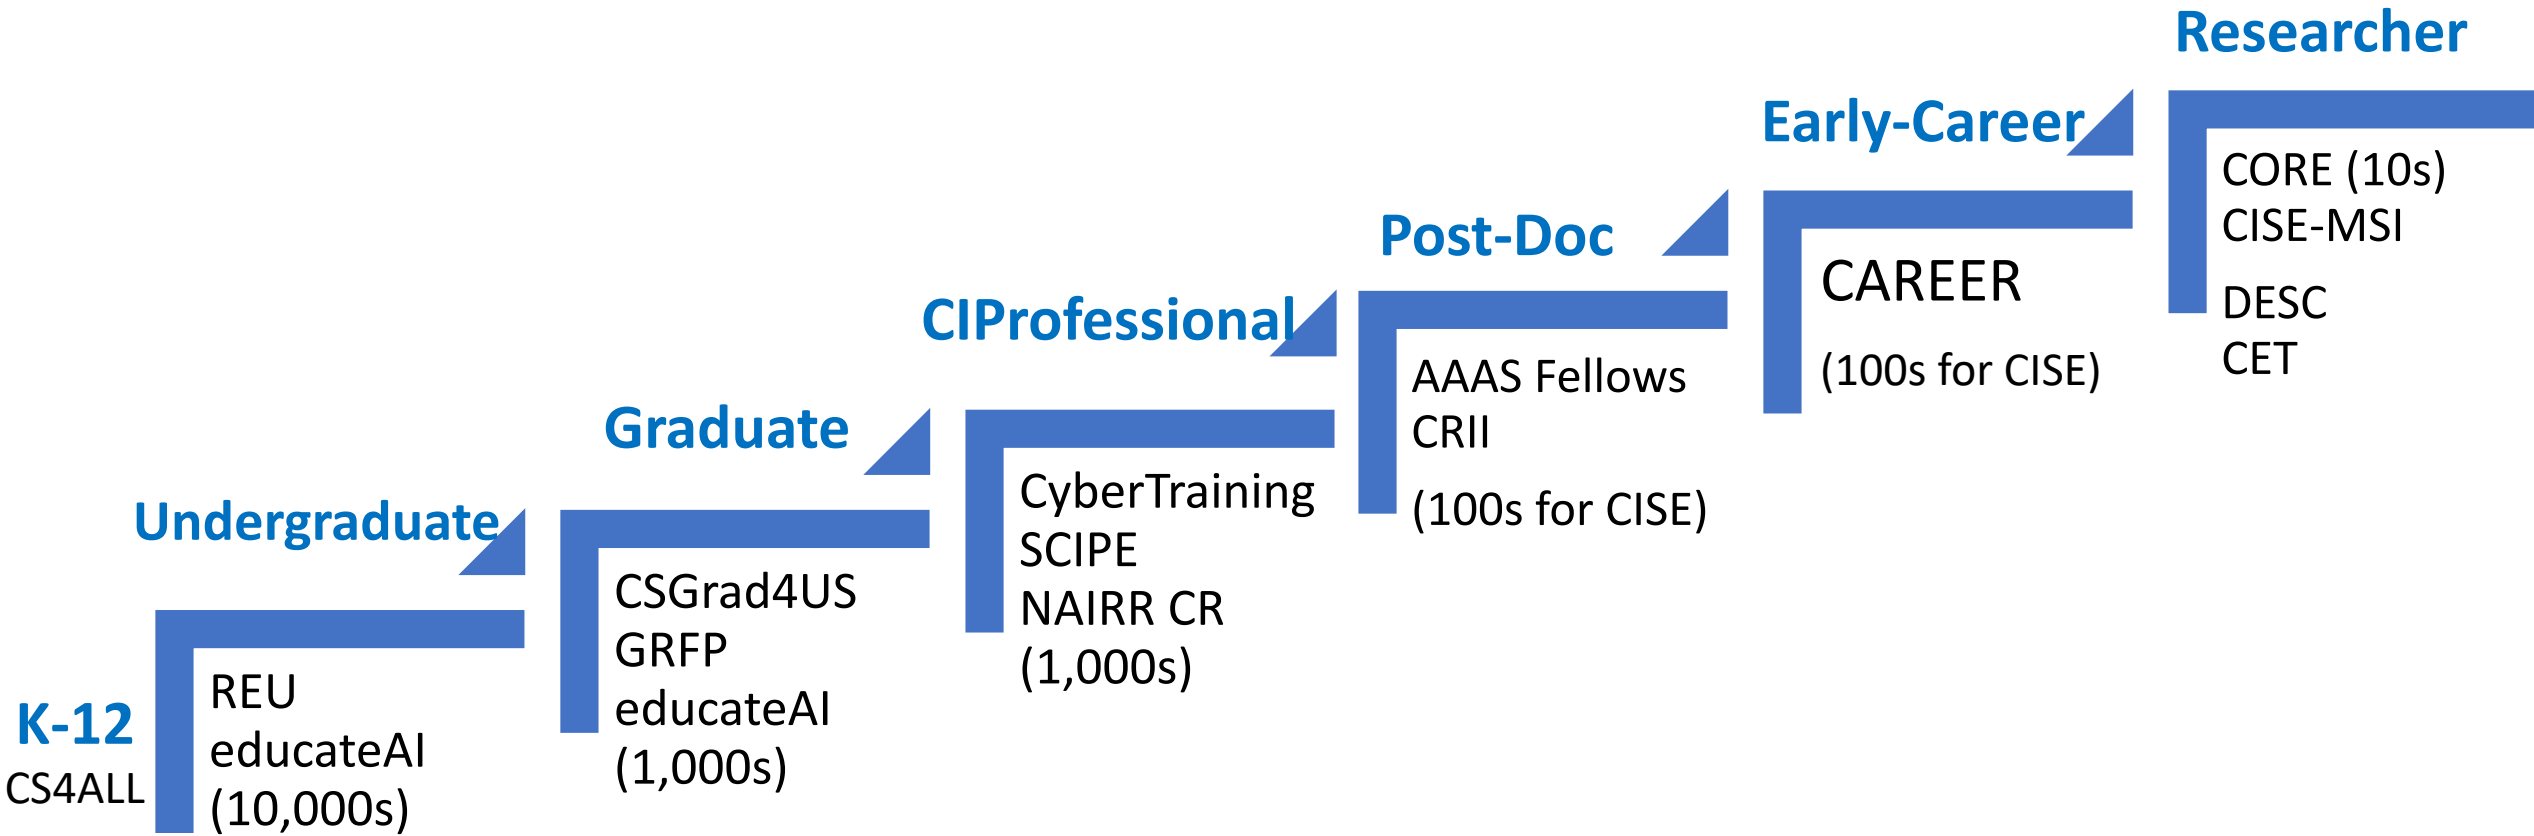 K-12
CS4ALL
Undergraduate
REU
educateAI
(10,000s)
Graduate
CSGrad4US
GRFP
educateAI
(1,000s)
CIProfessional
CyberTraining
SCIPE
NAIRR CR
(1,000s)
Post-Doc
AAAS Fellows
CRII
(100s for CISE)
Early-Career
CAREER
(100s for CISE)
Researcher
CORE (10s)
CISE-MSI
DESC
CET